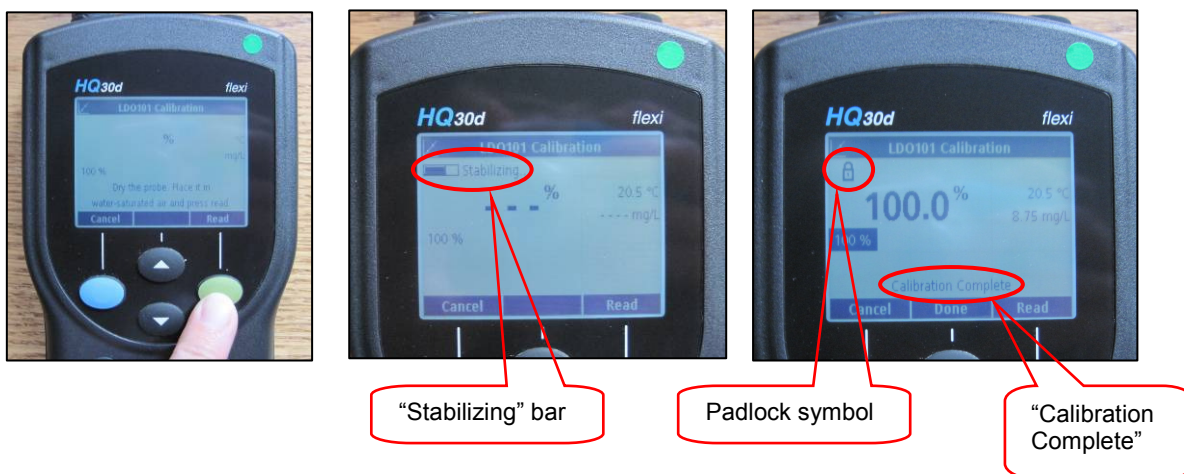 HQ30d flexi
LDO101 Calibration
%
°C
mg/L
100 %
Dry the probe. Place it in
water-saturated air and press read.
Cancel Read
HQ30d flexi
LDO101 Calibration
Stabilizing
- - - %
20.5 °C
- - - - mg/L
100 %
Cancel Read
HQ30d flexi
LDO101 Calibration
100.0 %
20.5 °C
8.75 mg/L
100 %
Calibration Complete
Cancel Done Read
“Stabilizing” bar
Padlock symbol
“Calibration
Complete”